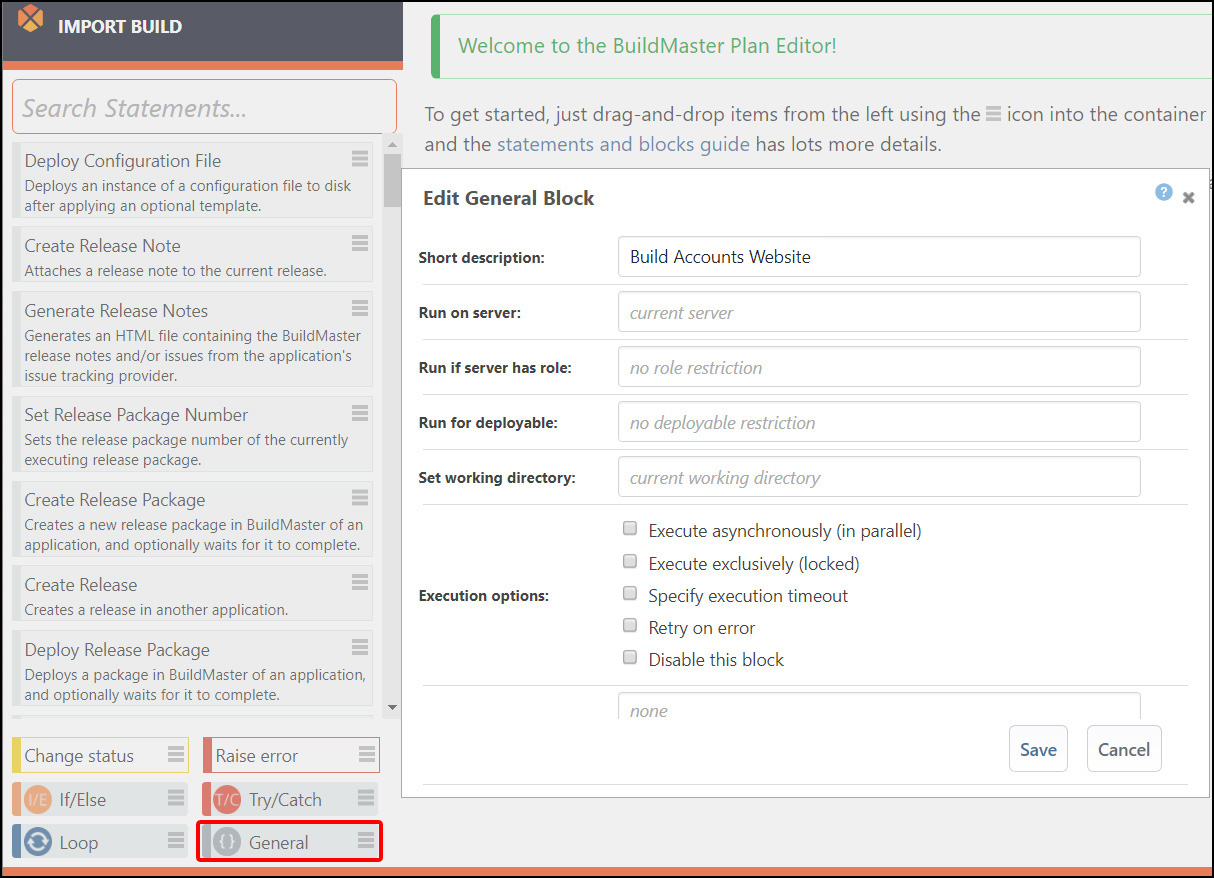 IMPORT BUILD
Search Statements...
Deploy Configuration File
Deploys an instance of a configuration file to disk
after applying an optional template.
Create Release Note
Attaches a release note to the current release.
Generate Release Notes
Generates an HTML file containing the BuildMaster
release notes and/or issues from the application's
issue tracking provider.
Set Release Package Number
Sets the release package number of the currently
executing release package.
Create Release Package
Creates a new release package in BuildMaster of an
application, and optionally waits for it to complete.
Create Release
Creates a release in another application.
Deploy Release Package
Deploys a package in BuildMaster of an application,
and optionally waits for it to complete.
Change status
Raise error
I/E If/Else
T/C Try/Catch
Loop
{} General
Welcome to the BuildMaster Plan Editor!
To get started, just drag-and-drop items from the left using the icon into the container
and the statements and blocks guide has lots more details.
Edit General Block
?
Short description: Build Accounts Website
Run on server: current server
Run if server has role: no role restriction
Run for deployable: no deployable restriction
Set working directory: current working directory
Execution options:
Execute asynchronously (in parallel)
Execute exclusively (locked)
Specify execution timeout
Retry on error
Disable this block
none
Save
Cancel